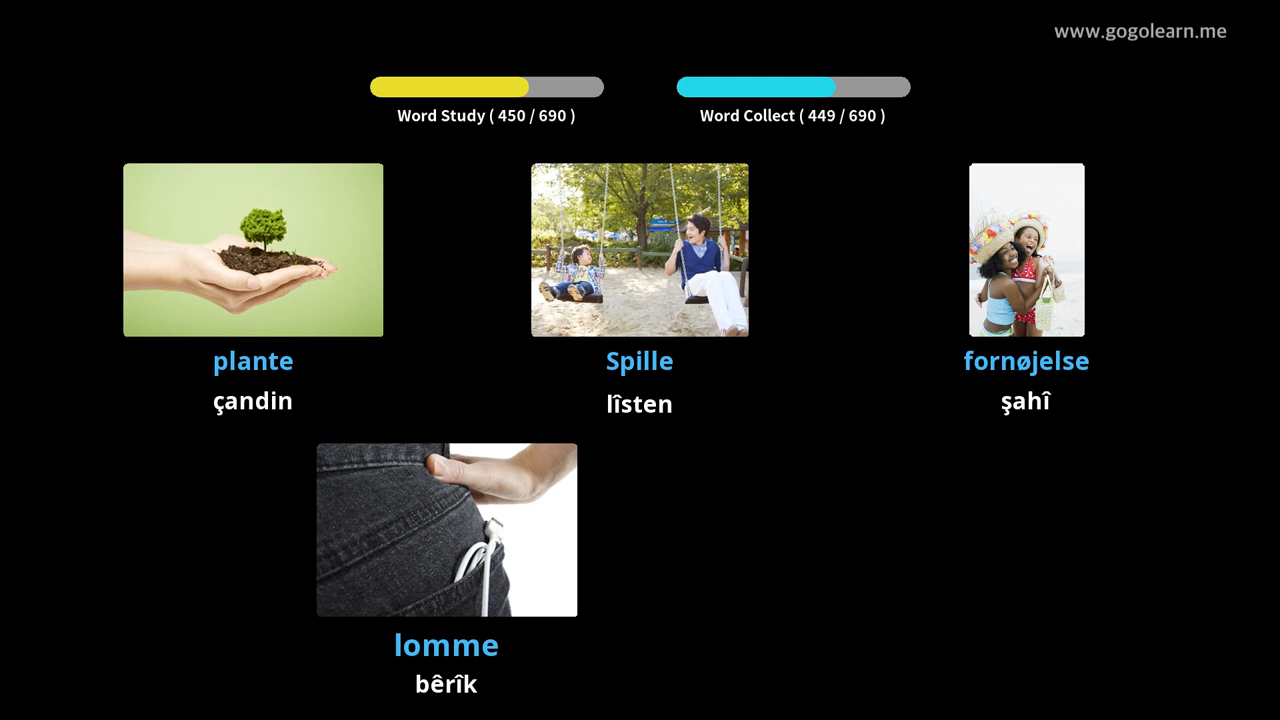 www.gogolearn.me
Word Study ( 450 / 690 )
Word Collect ( 449 / 690 )
plante
çandin
Spille
lîsten
fornøjelse
şahî
lomme
bêrîk